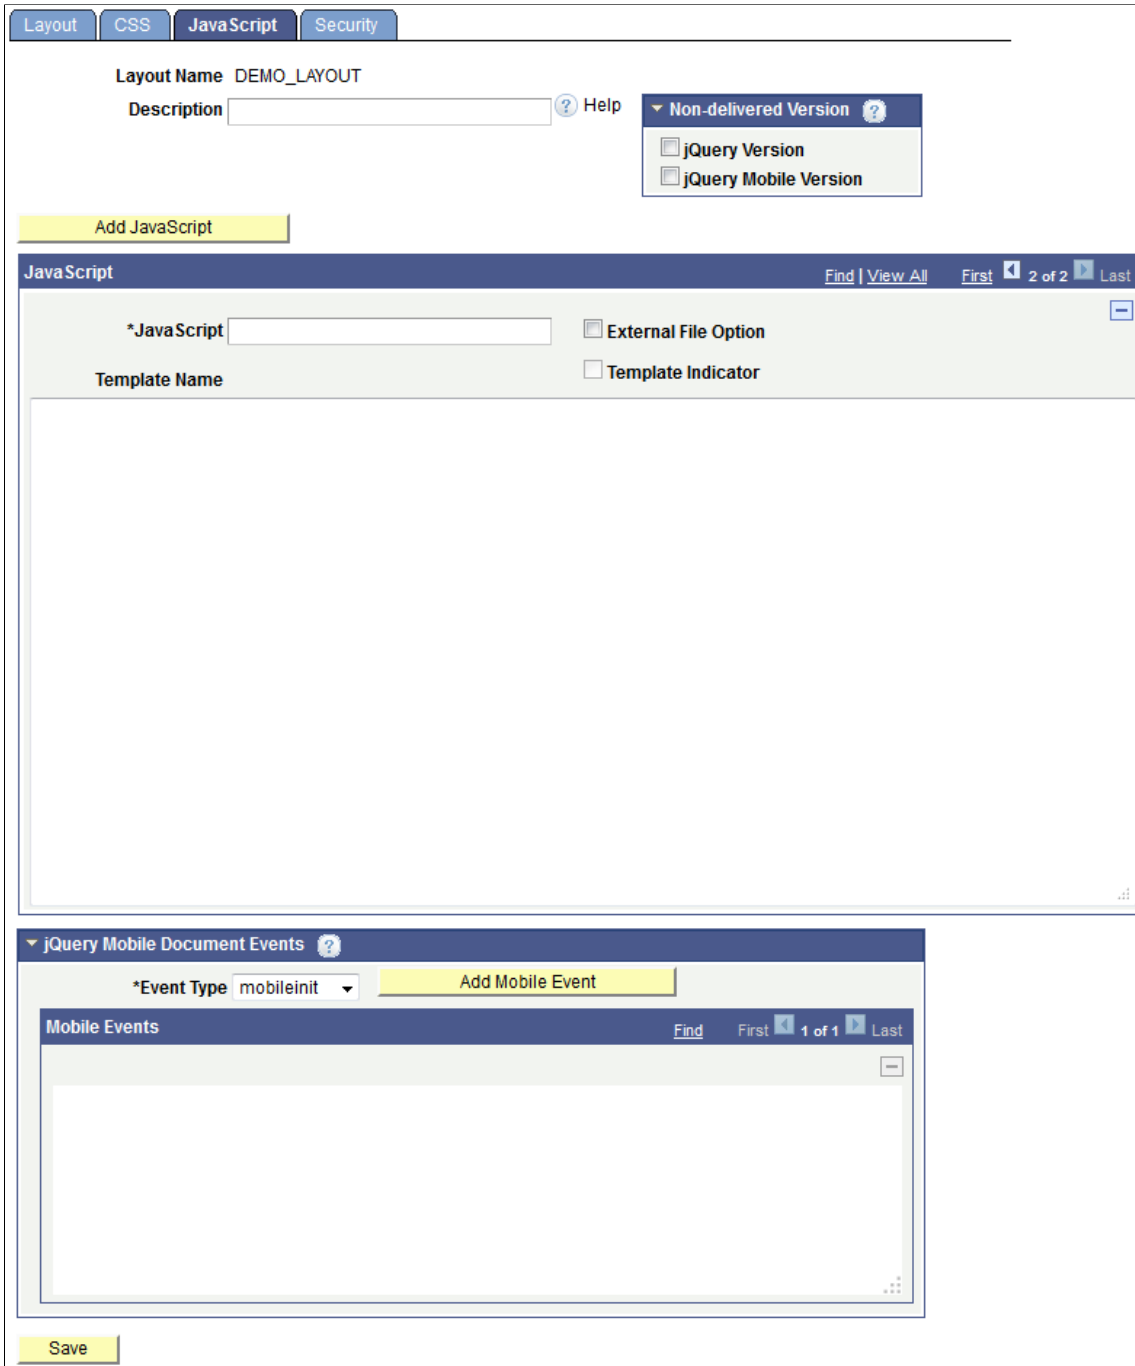 Layout CSS JavaScript Security
Layout Name DEMO_LAYOUT
Description ? Help
Non-delivered Version ?
jQuery Version
jQuery Mobile Version
Add JavaScript
JavaScript Find | View All First 2 of 2 Last
*JavaScript External File Option
Template Name Template Indicator
jQuery Mobile Document Events ?
*Event Type mobileinit Add Mobile Event
Mobile Events Find First 1 of 1 Last
Save